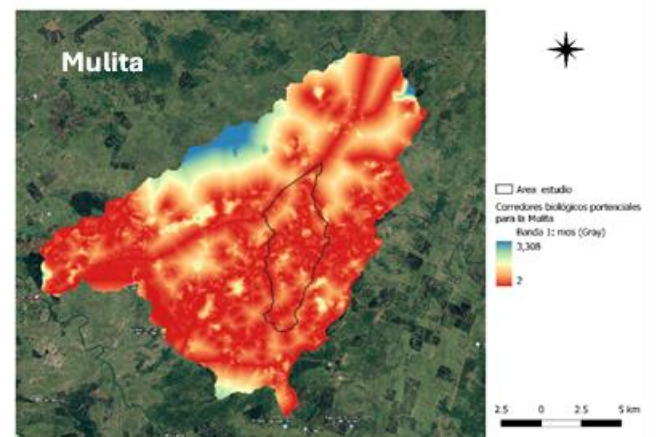 Mulita
Area estudio
Corredores biológicos portenciales
para la Mulita
Banda 1: mos (Gray)
3,308
2
2.5 0 2.5 5 km